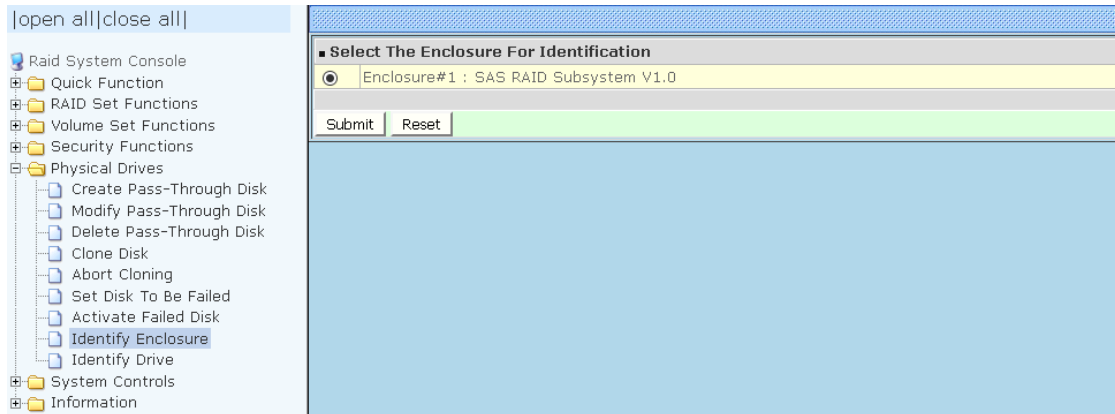 |open all|close all|
Raid System Console
Quick Function
RAID Set Functions
Volume Set Functions
Security Functions
Physical Drives
Create Pass-Through Disk
Modify Pass-Through Disk
Delete Pass-Through Disk
Clone Disk
Abort Cloning
Set Disk To Be Failed
Activate Failed Disk
Identify Enclosure
Identify Drive
System Controls
Information
Select The Enclosure For Identification
Enclosure#1 : SAS RAID Subsystem V1.0
Submit Reset